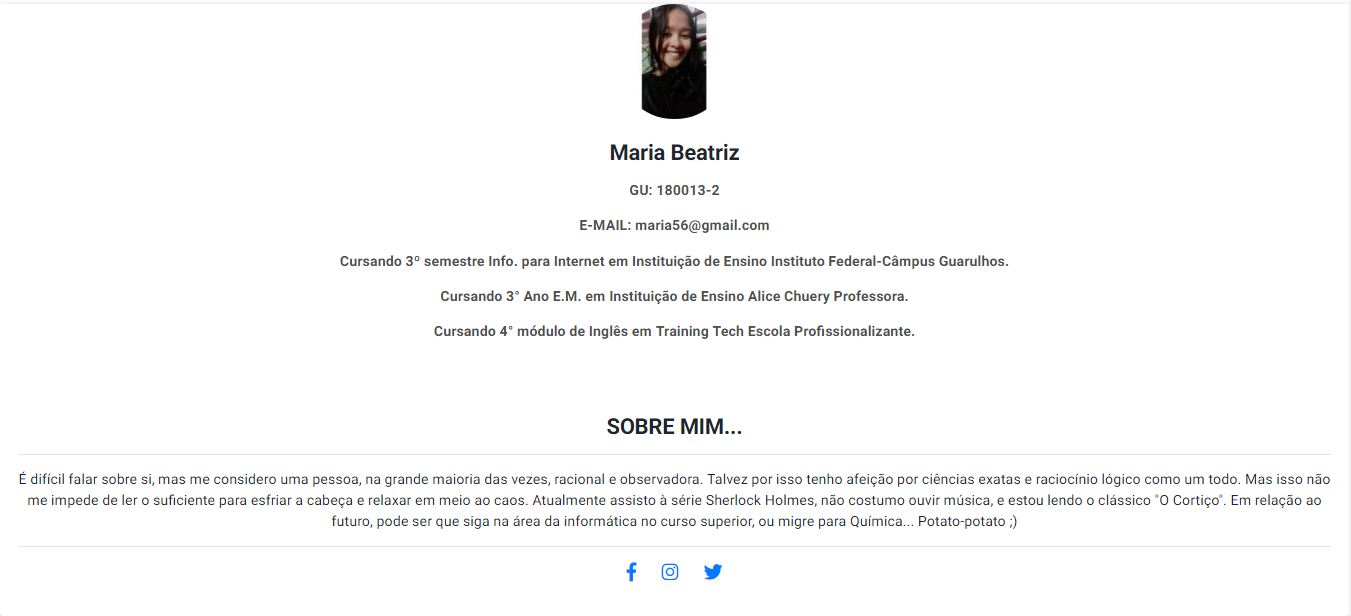 Maria Beatriz
GU: 180013-2
E-MAIL: maria56@gmail.com
Cursando 3º semestre Info. para Internet em Instituição de Ensino Instituto Federal-Câmpus Guarulhos.
Cursando 3° Ano E.M. em Instituição de Ensino Alice Chuery Professora.
Cursando 4° módulo de Inglês em Training Tech Escola Profissionalizante.
SOBRE MIM...
É difícil falar sobre si, mas me considero uma pessoa, na grande maioria das vezes, racional e observadora. Talvez por isso tenho afeição por ciências exatas e raciocínio lógico como um todo. Mas isso não
me impede de ler o suficiente para esfriar a cabeça e relaxar em meio ao caos. Atualmente assisto à série Sherlock Holmes, não costumo ouvir música, e estou lendo o clássico "O Cortiço". Em relação ao
futuro, pode ser que siga na área da informática no curso superior, ou migre para Química... Potato-potato ;)